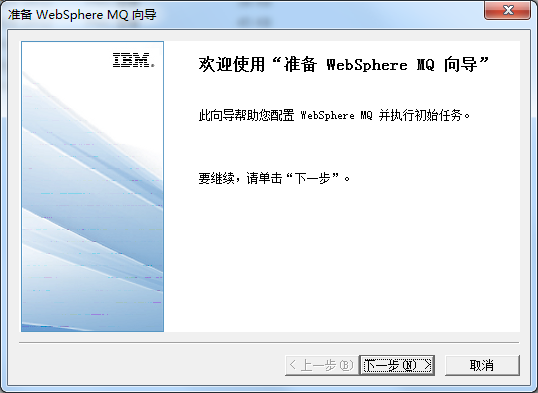 准备 WebSphere MQ 向导
IBM.
欢迎使用“准备 WebSphere MQ 向导”
此向导帮助您配置 WebSphere MQ 并执行初始任务。
要继续，请单击“下一步”。
< 上一步(B) 下一步(N) > 取消